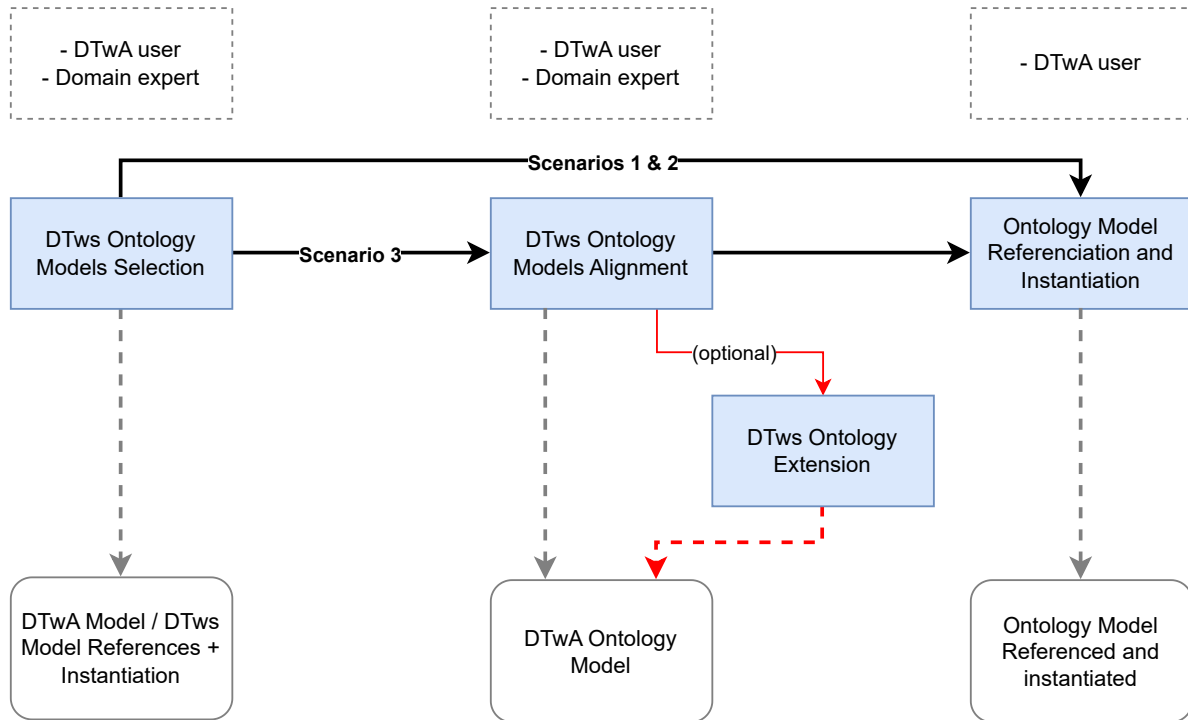 - DTwA user
- Domain expert
- DTwA user
- Domain expert
- DTwA user
Scenarios 1 & 2
DTws Ontology
Models Selection
Scenario 3
DTws Ontology
Models Alignment
Ontology Model
Referenciation and
Instantiation
(optional)
DTws Ontology
Extension
DTwA Model / DTws
Model References +
Instantiation
DTwA Ontology
Model
Ontology Model
Referenced and
instantiated